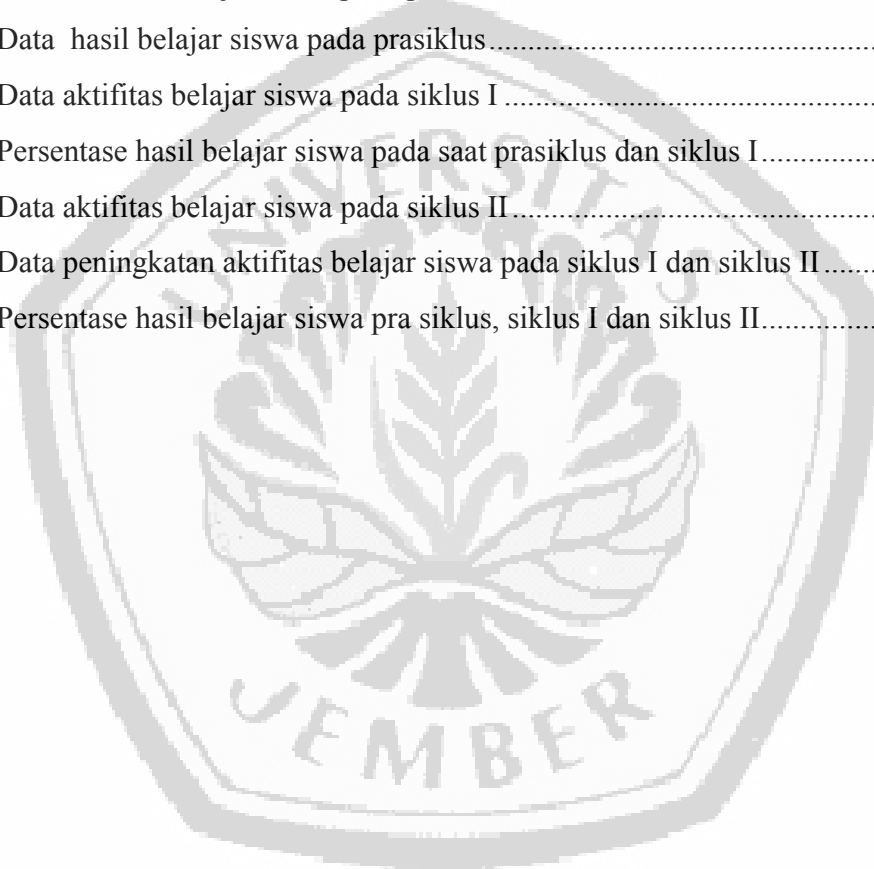 Data hasil belajar siswa pada prasiklus................................................
Data aktifitas belajar siswa pada siklus I..............................................
Persentase hasil belajar siswa pada saat prasiklus dan siklus I..............
Data aktifitas belajar siswa pada siklus II.............................................
Data peningkatan aktifitas belajar siswa pada siklus I dan siklus II.......
Persentase hasil belajar siswa pra siklus, siklus I dan siklus II..............
UNIVERSITAS
JEMBER